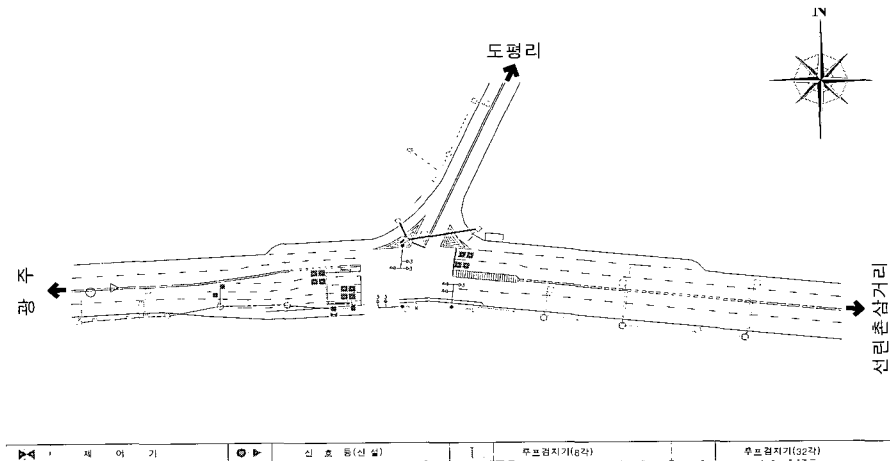 N
도평리
광주
선린촌삼거리
제 어 기
신 호 등(신 설)
루프검지기(8각)
루프검지기(32각)